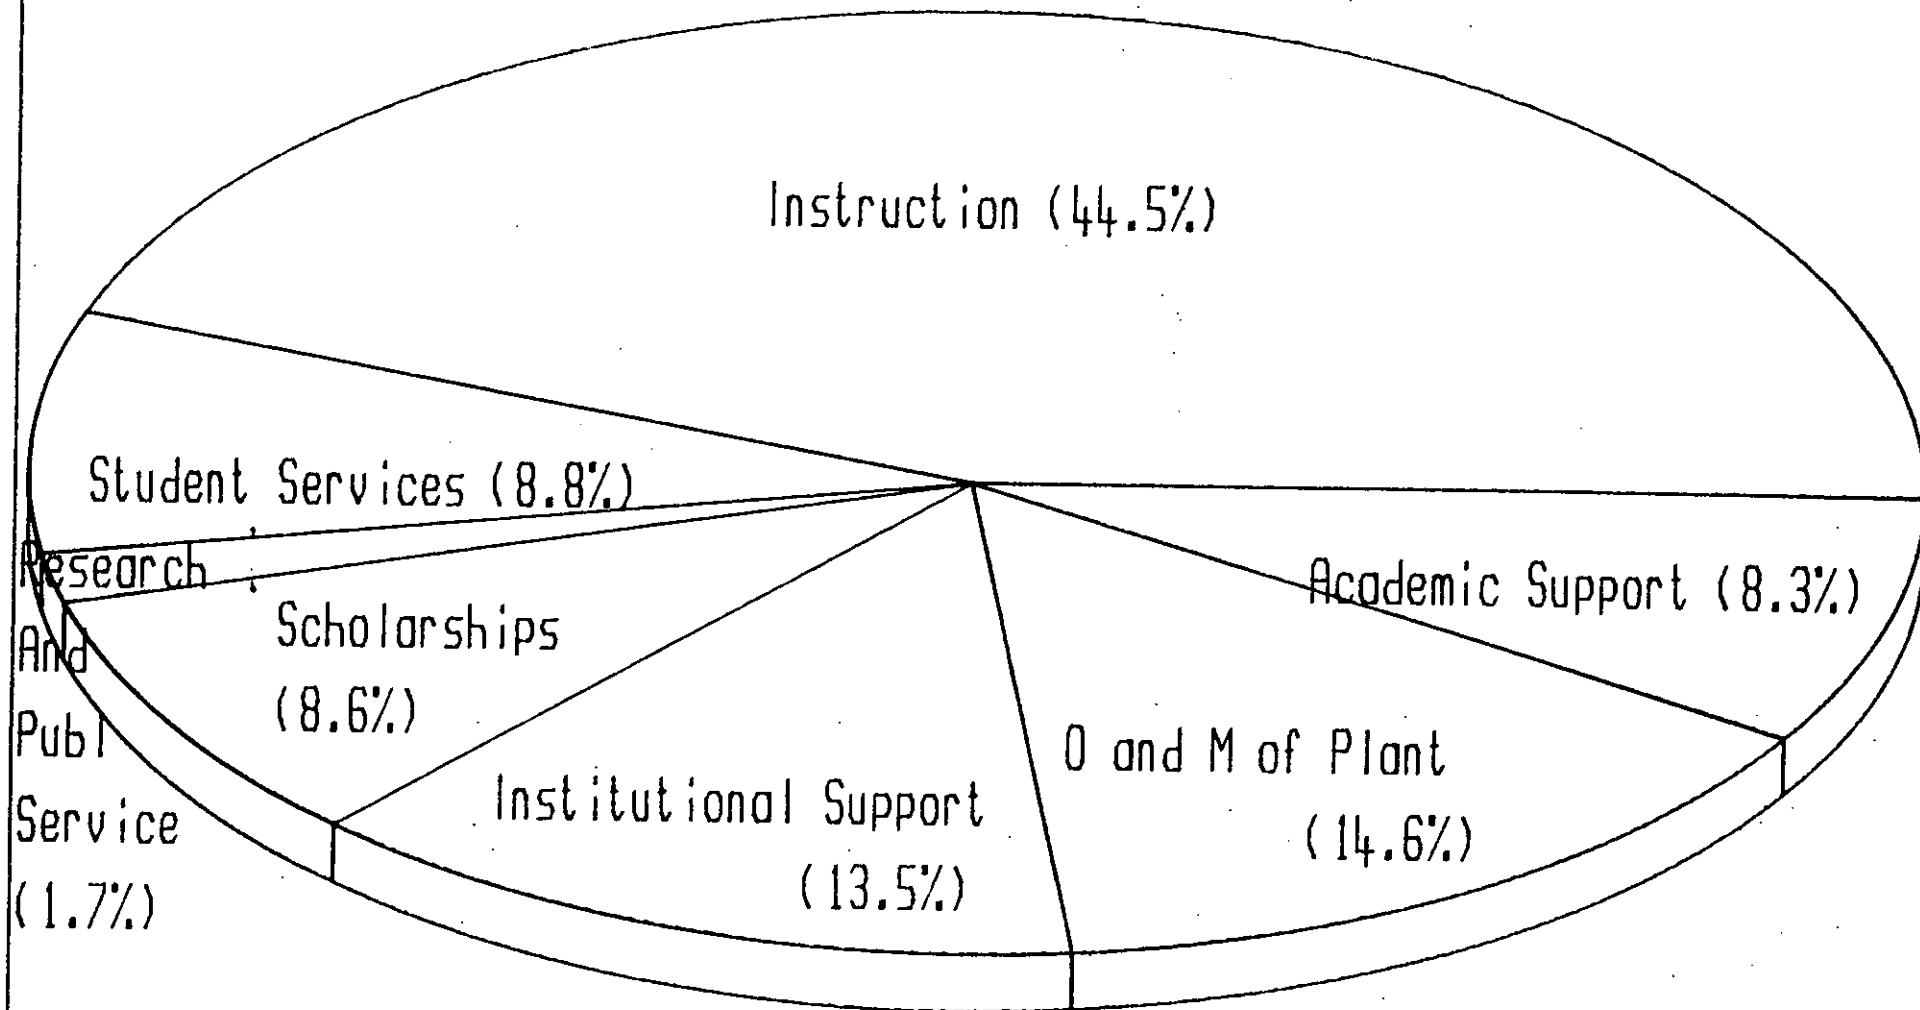 Instruction (44.5%)
Student Services (8.8%)
Research
And
Publ
Service
(1.7%)
Scholarships
(8.6%)
Institutional Support
(13.5%)
O and M of Plant
(14.6%)
Academic Support (8.3%)